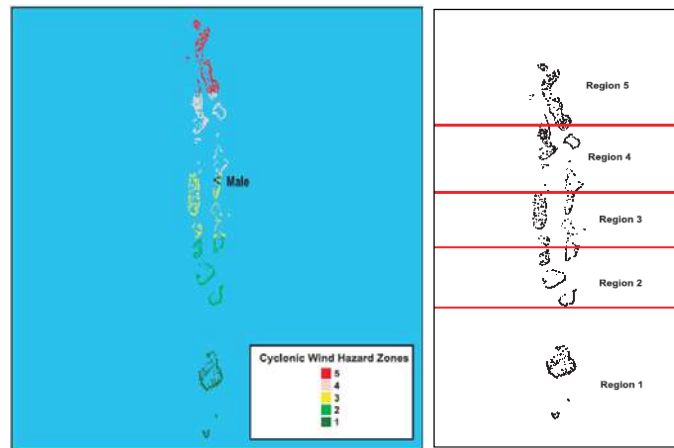 Male
Cyclonic Wind Hazard Zones
5
4
3
2
1
Region 5
Region 4
Region 3
Region 2
Region 1